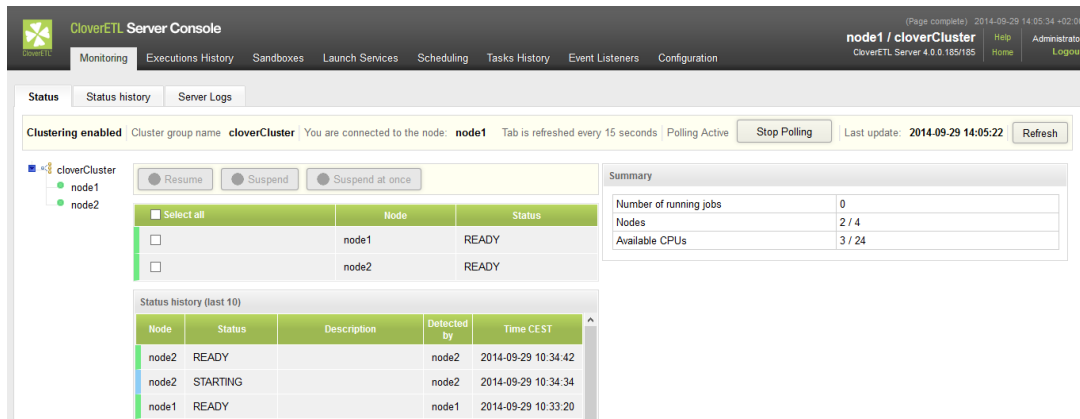 CloverETL Server Console
(Page complete) 2014-09-29 14:05:34 +02:00
node1 / cloverCluster
CloverETL Server 4.0.0.185/185
Help
Home
Administrato
Logou
CloverETL
Monitoring Executions History Sandboxes Launch Services Scheduling Tasks History Event Listeners Configuration
Status Status history Server Logs
Clustering enabled Cluster group name cloverCluster You are connected to the node: node1 Tab is refreshed every 15 seconds Polling Active Stop Polling Last update: 2014-09-29 14:05:22 Refresh
cloverCluster
node1
node2
Resume Suspend Suspend at once
Select all Node Status
node1 READY
node2 READY
Summary
Number of running jobs 0
Nodes 2 / 4
Available CPUs 3 / 24
Status history (last 10)
Node Status Description Detected by Time CEST
node2 READY node2 2014-09-29 10:34:42
node2 STARTING node2 2014-09-29 10:34:34
node1 READY node1 2014-09-29 10:33:20